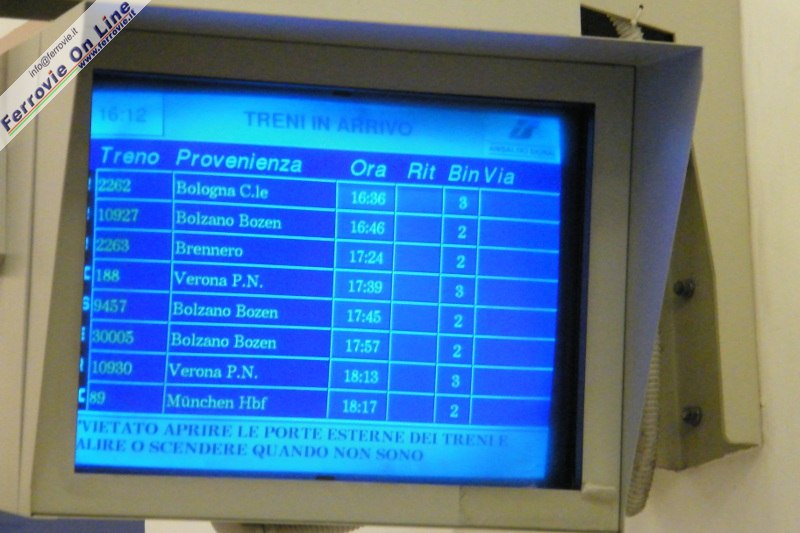 Ferrovie On Line
info@ferrovie.it
www.ferrovie.it
16:12 TRENI IN ARRIVO
Treno Provenienza Ora Rit Bin Via
2262 Bologna C.le 16:36 3
10927 Bolzano Bozen 16:46 2
2263 Brennero 17:24 2
188 Verona P.N. 17:39 3
9457 Bolzano Bozen 17:45 2
30005 Bolzano Bozen 17:57 2
10930 Verona P.N. 18:13 3
89 München Hbf 18:17 2
'VIETATO APRIRE LE PORTE ESTERNE DEI TRENI E
ALIRE O SCENDERE QUANDO NON SONO